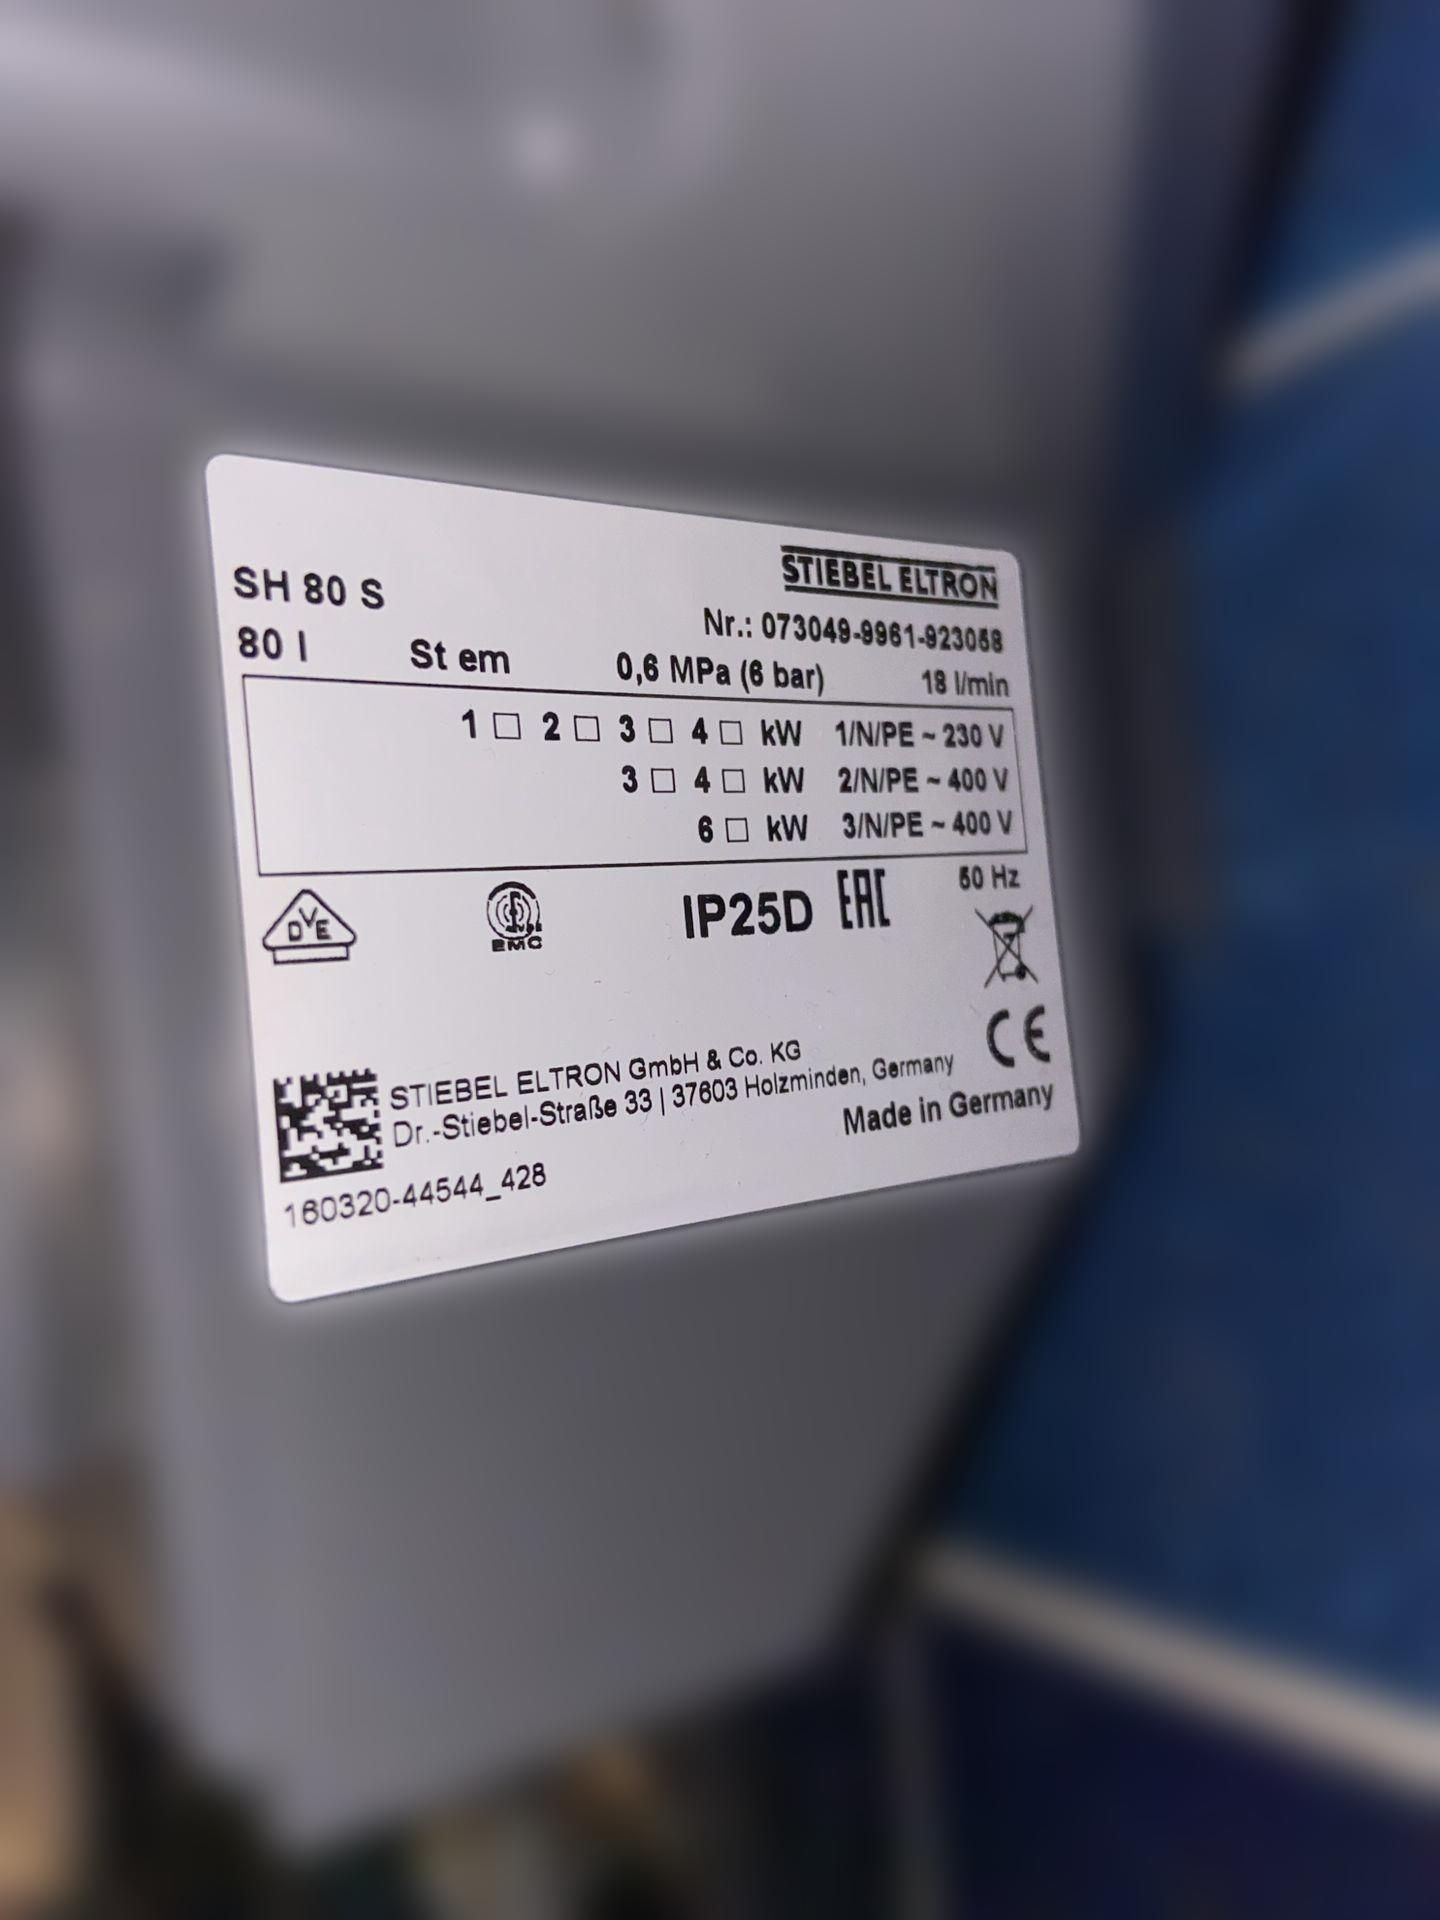 STIEBEL ELTRON
SH 80 S
Nr.: 073049-9961-923058
80 l St em 0,6 MPa (6 bar) 18 l/min
1 □ 2 □ 3 □ 4 □ kW 1/N/PE ~ 230 V
3 □ 4 □ kW 2/N/PE ~ 400 V
6 □ kW 3/N/PE ~ 400 V
50 Hz
DVE
EMC
IP25D EAC
CE
STIEBEL ELTRON GmbH & Co. KG
Dr.-Stiebel-Straße 33 | 37603 Holzminden, Germany
Made in Germany
160320-44544_428